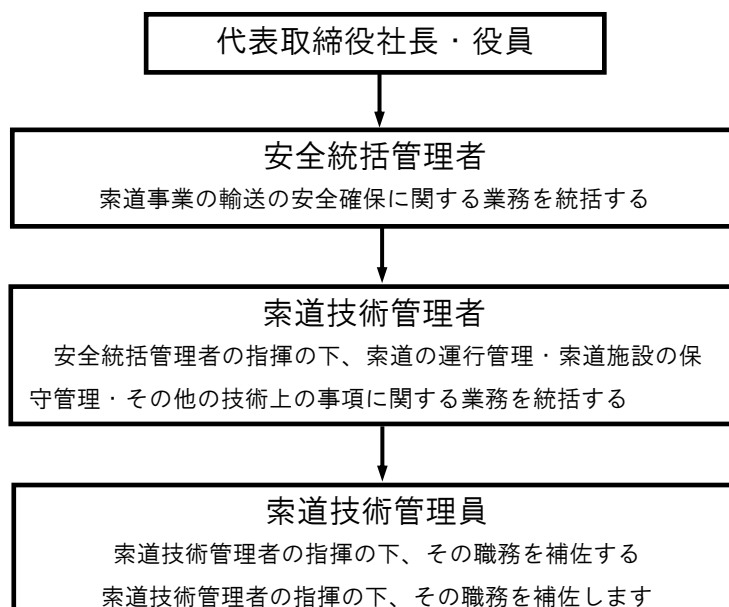 代表取締役社長・役員
安全統括管理者
索道事業の輸送の安全確保に関する業務を統括する
索道技術管理者
安全統括管理者の指揮の下、索道の運行管理・索道施設の保
守管理・その他の技術上の事項に関する業務を統括する
索道技術管理員
索道技術管理者の指揮の下、その職務を補佐する
索道技術管理者の指揮の下、その職務を補佐します